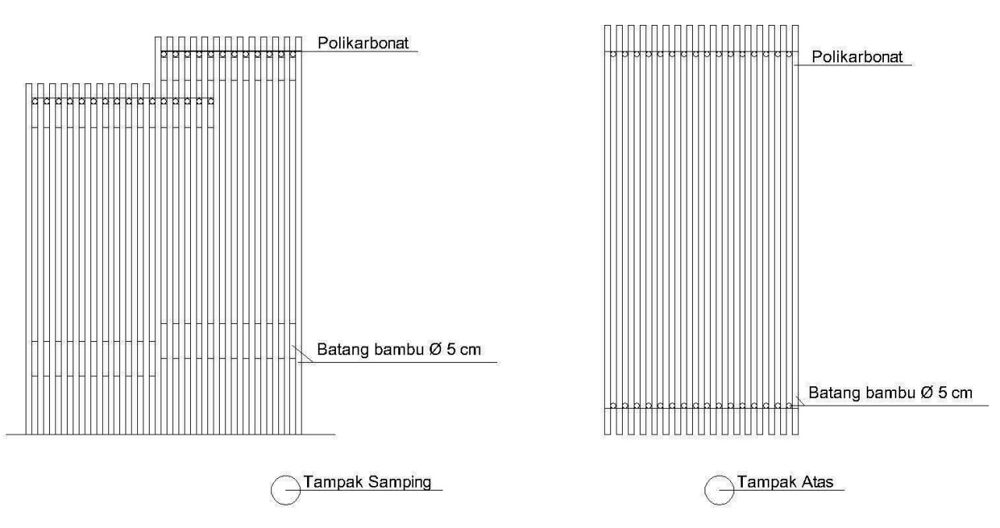 Polikarbonat
Batang bambu Ø 5 cm
Tampak Samping
Polikarbonat
Batang bambu Ø 5 cm
Tampak Atas